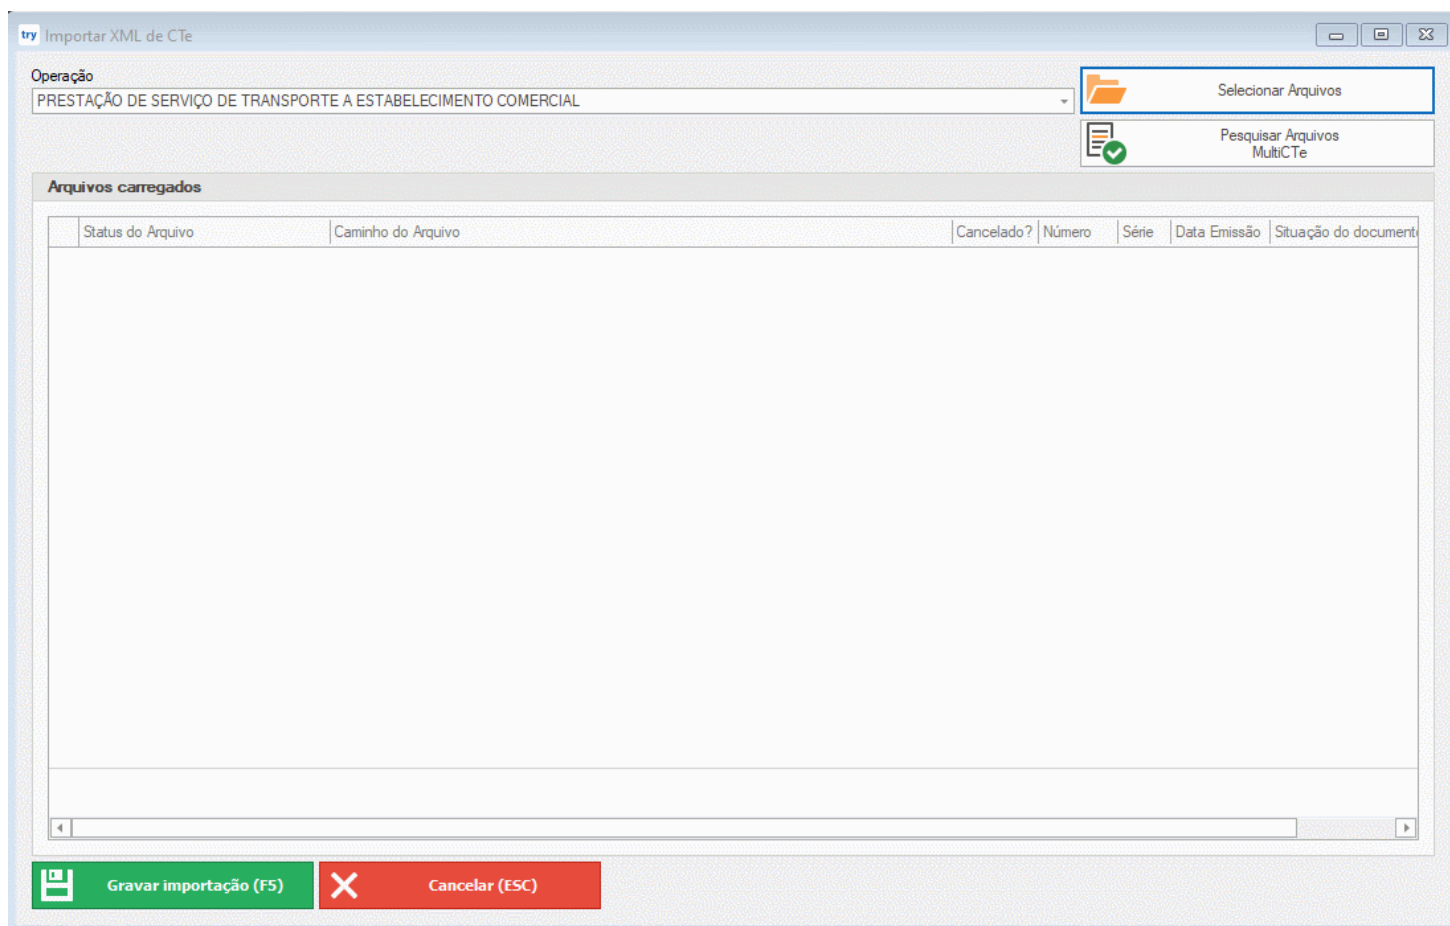 try Importar XML de CTe
Operação
PRESTAÇÃO DE SERVIÇO DE TRANSPORTE A ESTABELECIMENTO COMERCIAL
Selecionar Arquivos
Pesquisar Arquivos
MultiCTe
Arquivos carregados
Status do Arquivo Caminho do Arquivo Cancelado? Número Série Data Emissão Situação do document
Gravar importação (F5) Cancelar (ESC)